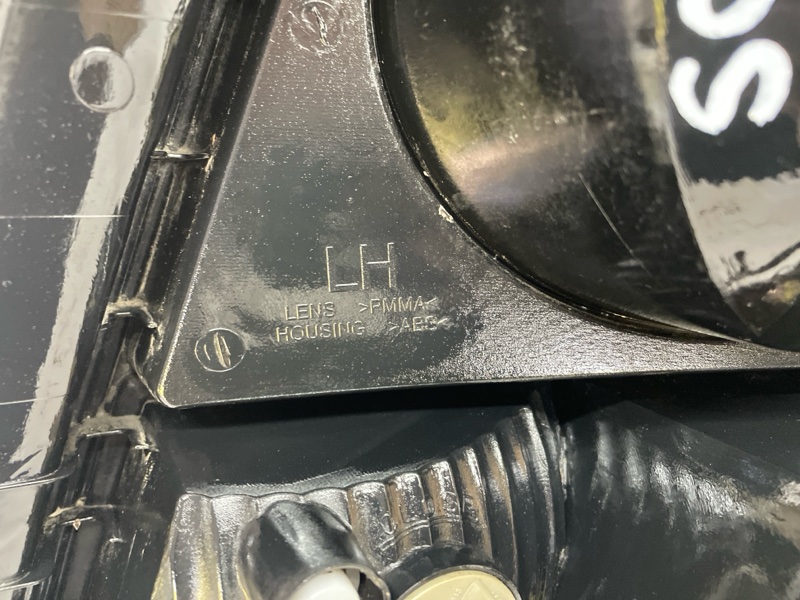 LH
LENS >PMMA<
HOUSING >ABS<